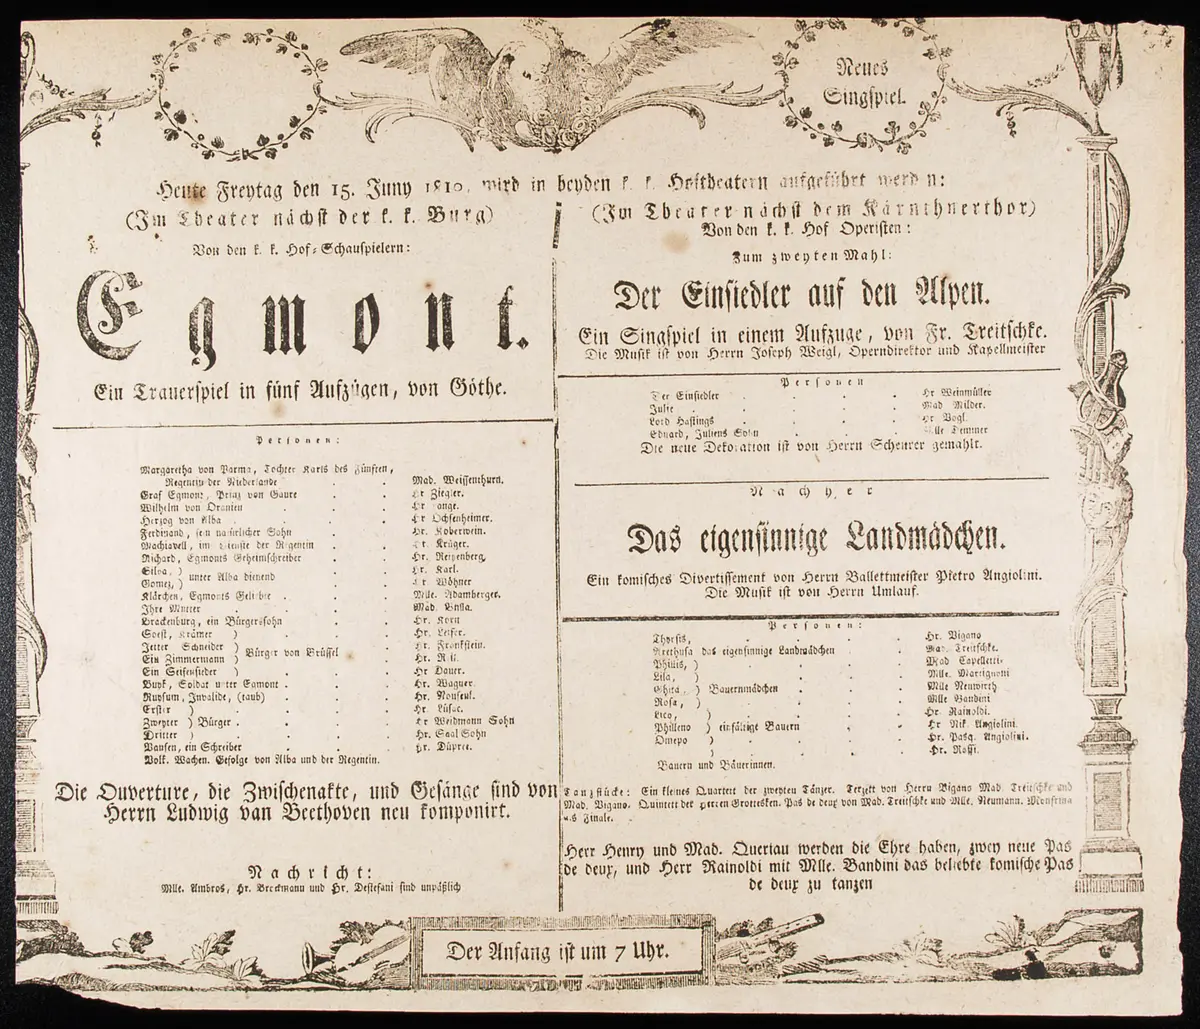 Neues
Singspiel.
Heute Freytag den 15. Juny 1810. wird in beyden k. k. Hoftheatern aufgeführt werden:
(Im Theater nächst der k. k. Burg)
Von den k. k. Hof-Schauspielern:
Egmont.
Ein Trauerspiel in fünf Aufzügen, von Göthe.
Personen:
Margaretha von Parma, Tochter Karls des Fünften,
Regentin der Niederlande . . Mad. Weissenthurn.
Graf Egmont, Prinz von Gaure . . Hr Ziegler.
Wilhelm von Oranien . . . Hr
Herzog von Alba . . . Hr Ochsenheimer.
Ferdinand, sein natürlicher Sohn . . Hr. Koberwein.
Machiavell, im Dienste der Regentin . . Hr. Krüger.
Richard, Egmonts Geheimschreiber . . Hr. Reitzenberg.
Silva, ) Hr. Karl.
Gomez, ) unter Alba dienend . . Hr Wöhner
Klärchen, Egmonts Geliebte . . . Mlle. Adamberger.
Ihre Mutter . . . Mad.
Brackenburg, ein Bürgerssohn . . Hr. Korn
Soest, Krämer ) Hr. Leiser.
Jetter Schneider ) Bürger von Brüssel . Hr. Frankstein.
Ein Zimmermann ) Hr.
Ein Seifensieder ) Hr Dauer.
Buyk, Soldat unter Egmont . . . Hr. Wagner
Ruysum, Invalide, (taub) . . . Hr. Nouseul.
Erster ) Hr.
Zweyter ) Bürger . . . Hr Weidmann Sohn
Dritter ) Hr. Saal Sohn
Vansen, ein Schreiber . . . Hr. Düpree.
Volk. Wachen. Gefolge von Alba und der Regentin.
Die Ouverture, die Zwischenakte, und Gesänge sind von
Herrn Ludwig van Beethoven neu komponirt.
Nachricht:
Mlle. Ambros, Hr. Brockmann und Hr. Destefani sind unpäßlich
(Im Theater nächst dem Kärnthnerthor)
Von den k. k. Hof Operisten:
Zum zweyten Mahl:
Der Einsiedler auf den Alpen.
Ein Singspiel in einem Aufzuge, von Fr. Treitschke.
Die Musik ist von Herrn Joseph Weigl, Operndirektor und Kapellmeister
Personen
Der Einsiedler . . . . Hr Weinmüller
Julie . . . . Mad Milder.
Lord Hastings . . . . Hr Vogl.
Eduard, Juliens Sohn . . . Mlle Demmer
Die neue Dekoration ist von Herrn Scheurer gemahlt.
Nachher
Das eigensinnige Landmädchen.
Ein komisches Divertissement von Herrn Ballettmeister Pietro Angiolini.
Die Musik ist von Herrn Umlauf.
Personen:
Thyrsis, . . . Hr. Vigano
Arethusa das eigensinnige Landmädchen . . Mad. Treitschke.
Phillis, ) Mad Capelletti
Lila, ) Mlle. Martignoni
Ghita, ) Bauernmädchen . . . Mlle Neuwirth
Rosa, ) Mlle Bandini
Lico, ) Hr. Rainoldi.
Philleno ) einfältige Bauern . . Hr Nik Angiolini.
Omepo ) Hr. Pasq. Angiolini.
) Hr. Rossi.
Bauern und Bäuerinnen.
Tanzstücke: Ein kleines Quartett der zweyten Tänzer. Terzett von Herrn Vigano Mad. Treitschke und
Mad. Vigano. Quintett der Herren Grottesken. Pas de deux von Mad. Treitschke und Mlle. Neumann. Monfrina
als Finale.
Herr Henry und Mad. Queriau werden die Ehre haben, zwey neue Pas
de deux, und Herr Rainoldi mit Mlle. Bandini das beliebte komische Pas
de deux zu tanzen
Der Anfang ist um 7 Uhr.